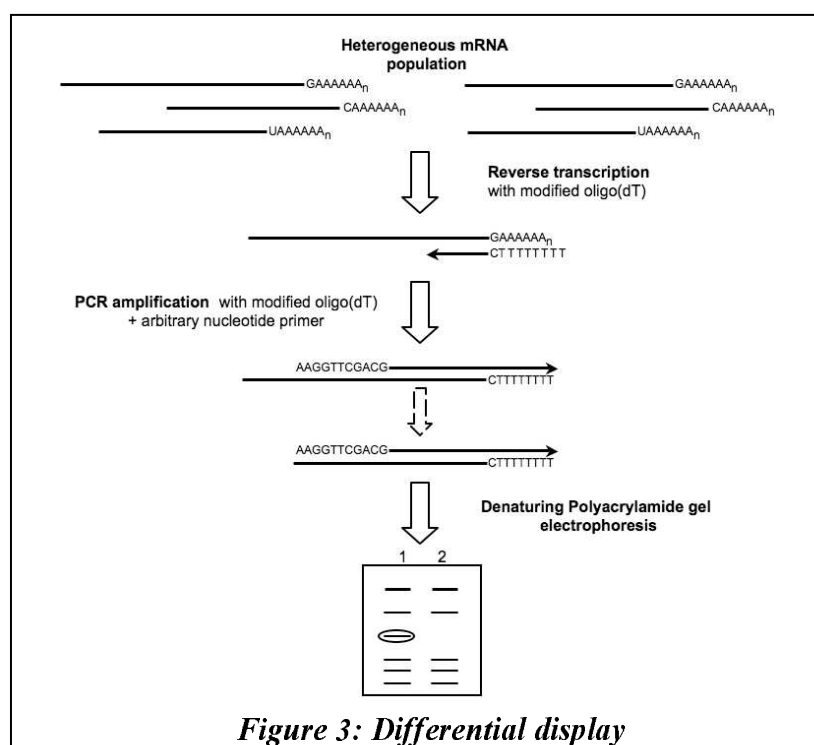 Heterogeneous mRNA
population
GAAAAAAn GAAAAAAn
CAAAAAAn CAAAAAAn
UAAAAAAn UAAAAAAn
Reverse transcription
with modified oligo(dT)
GAAAAAAn
CTTTTTTTT
PCR amplification with modified oligo(dT)
+ arbitrary nucleotide primer
AAGGTTCGACG
CTTTTTTTT
AAGGTTCGACG
CTTTTTTTT
Denaturing Polyacrylamide gel
electrophoresis
1 2
Figure 3: Differential display